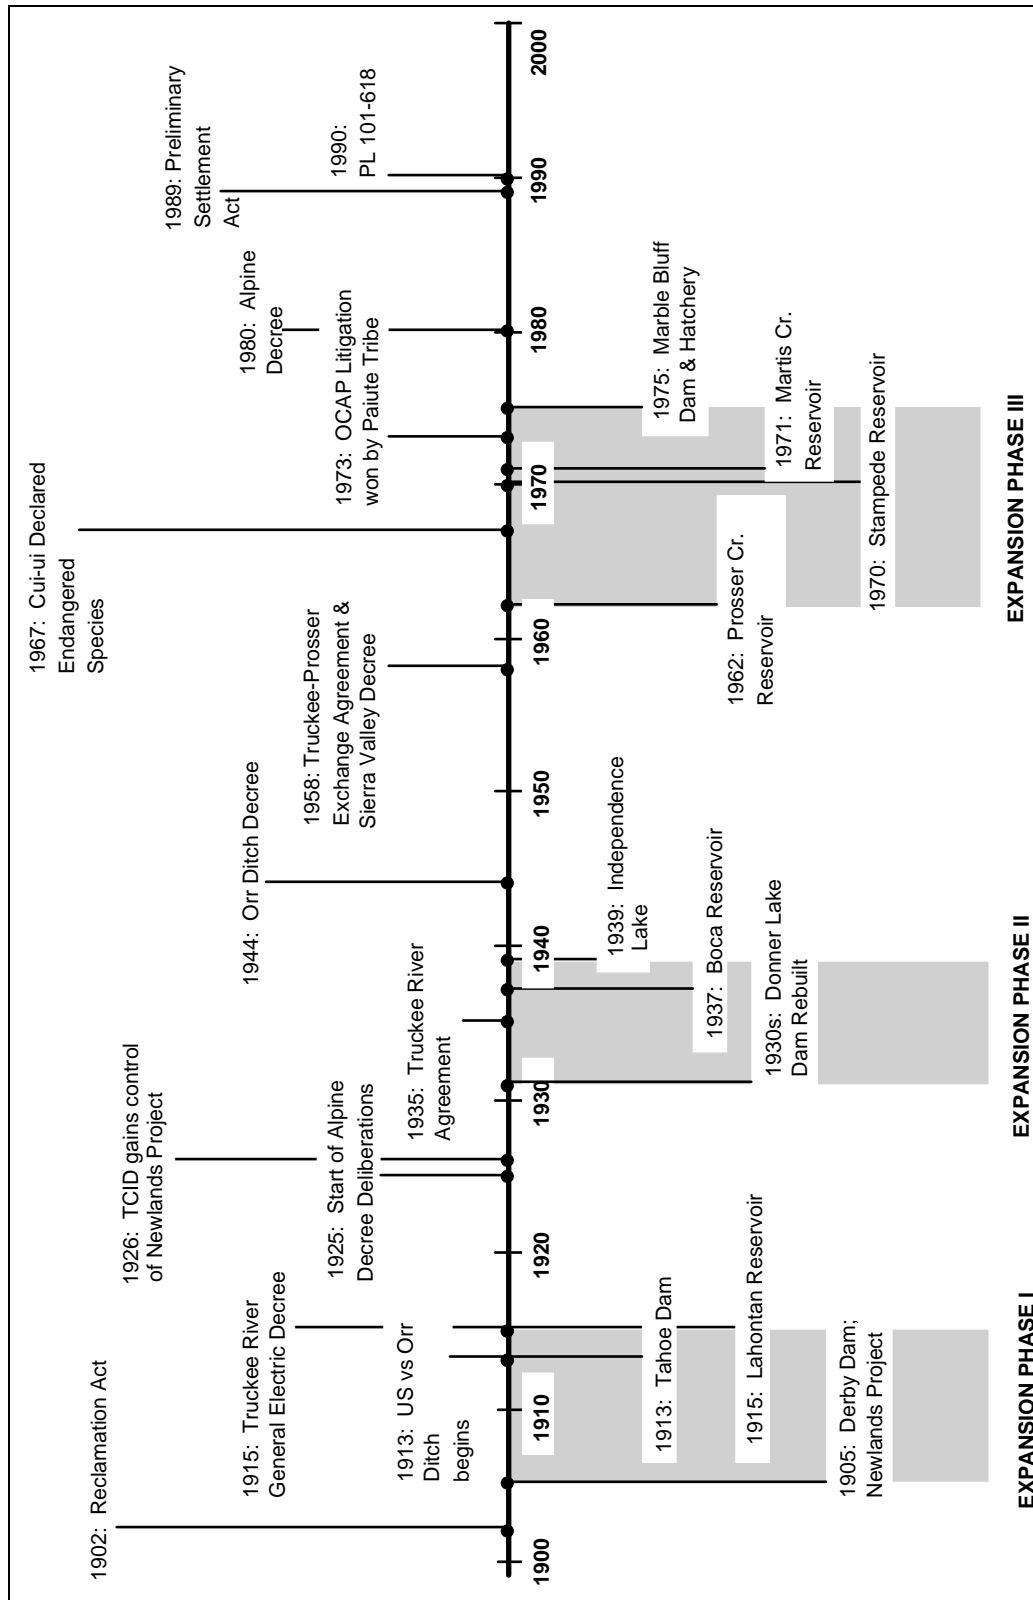 1902: Reclamation Act
1915: Truckee River
General Electric Decree
1913: US vs Orr
Ditch
begins
1926: TCID gains control
of Newlands Project
1925: Start of Alpine
Decree Deliberations
1935: Truckee River
Agreement
1944: Orr Ditch Decree
1958: Truckee-Prosser
Exchange Agreement &
Sierra Valley Decree
1967: Cui-ui Declared
Endangered
Species
1973: OCAP Litigation
won by Paiute Tribe
1980: Alpine
Decree
1989: Preliminary
Settlement
Act
1990:
PL 101-618
1900
1910
1920
1930
1940
1950
1960
1970
1980
1990
2000
1905: Derby Dam;
Newlands Project
1913: Tahoe Dam
1915: Lahontan Reservoir
1930s: Donner Lake
Dam Rebuilt
1937: Boca Reservoir
1939: Independence
Lake
1962: Prosser Cr.
Reservoir
1970: Stampede Reservoir
1971: Martis Cr.
Reservoir
1975: Marble Bluff
Dam & Hatchery
EXPANSION PHASE I
EXPANSION PHASE II
EXPANSION PHASE III